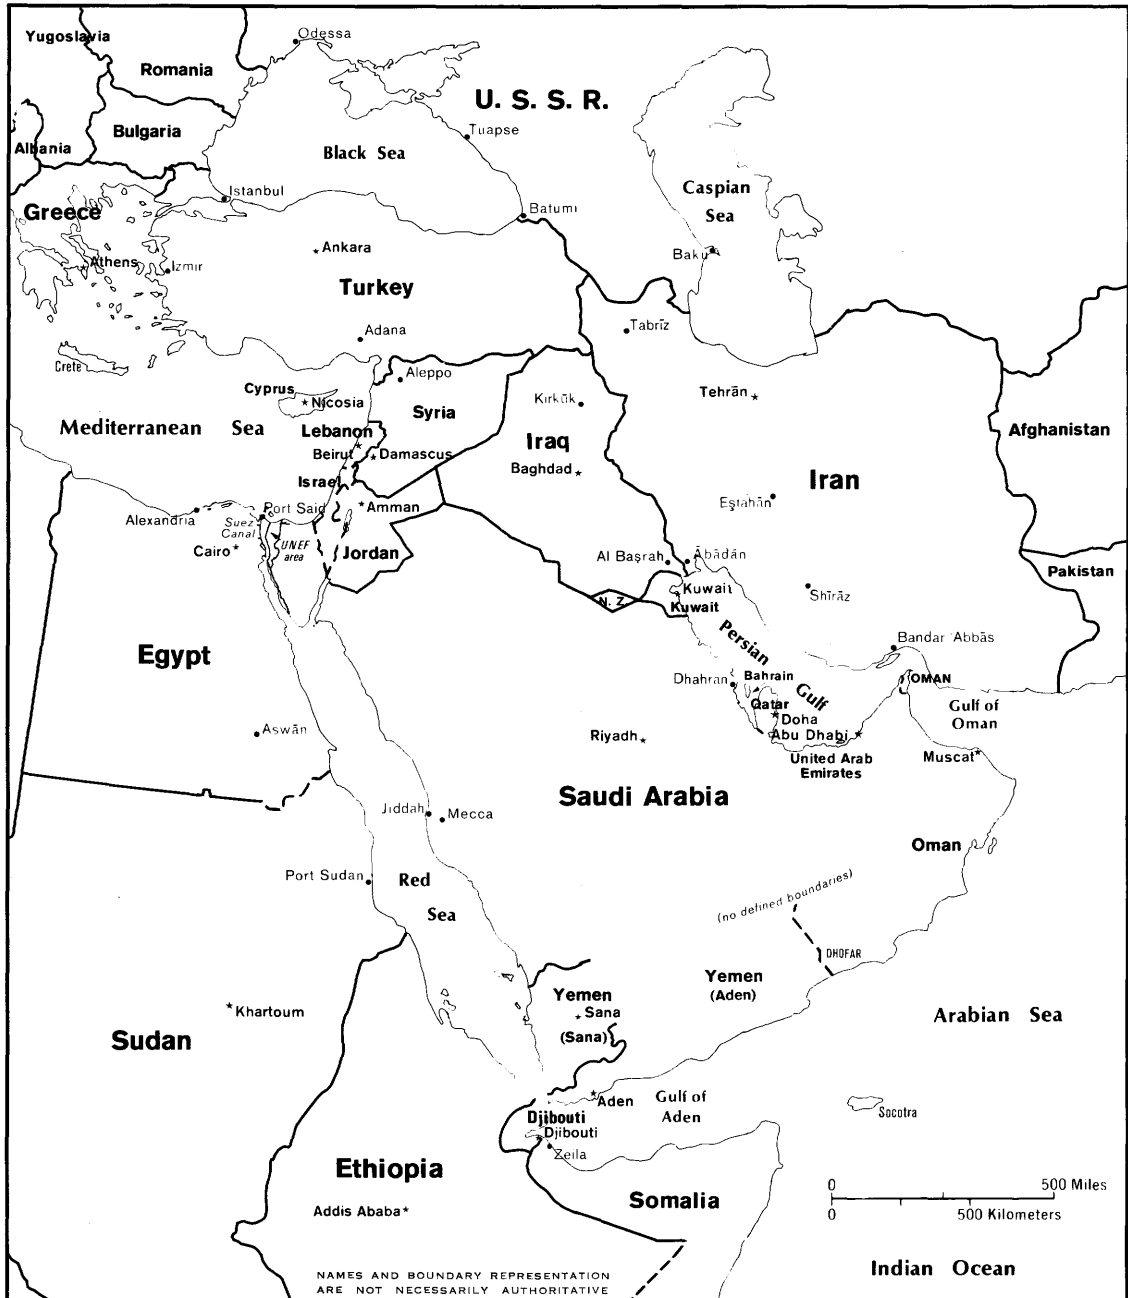 Yugoslavia
Odessa
Romania
U. S. S. R.
Bulgaria
Tuapse
Albania
Black Sea
Caspian
Sea
Istanbul
Greece
Batumi
Ankara
Baku
Athens
Izmir
Turkey
Tabrīz
Adana
Crete
Aleppo
Cyprus
Nicosia
Tehrān
Kirkūk
Syria
Mediterranean Sea
Lebanon
Iraq
Afghanistan
Beirut
Damascus
Baghdad
Israel
Iran
Eşfahān
Port Said
Amman
Alexandria
Suez
Canal
UNEF
area
Cairo
Jordan
Al Başrah
Ābādān
Pakistan
Kuwait
N. Z.
Kuwait
Shīrāz
Persian
Gulf
Bandar 'Abbās
Egypt
Dhahran
Bahrain
OMAN
Qatar
Gulf of
Oman
Doha
Aswān
Riyadh
Abu Dhabi
United Arab
Emirates
Muscat
Saudi Arabia
Jiddah
Mecca
Oman
Port Sudan
Red
Sea
(no defined boundaries)
DHOFAR
Yemen
(Aden)
Yemen
Sana
(Sana)
Khartoum
Arabian Sea
Sudan
Aden
Gulf of
Aden
Socotra
Djibouti
Djibouti
Zeila
Ethiopia
Somalia
0 500 Miles
0 500 Kilometers
Addis Ababa
Indian Ocean
NAMES AND BOUNDARY REPRESENTATION
ARE NOT NECESSARILY AUTHORITATIVE